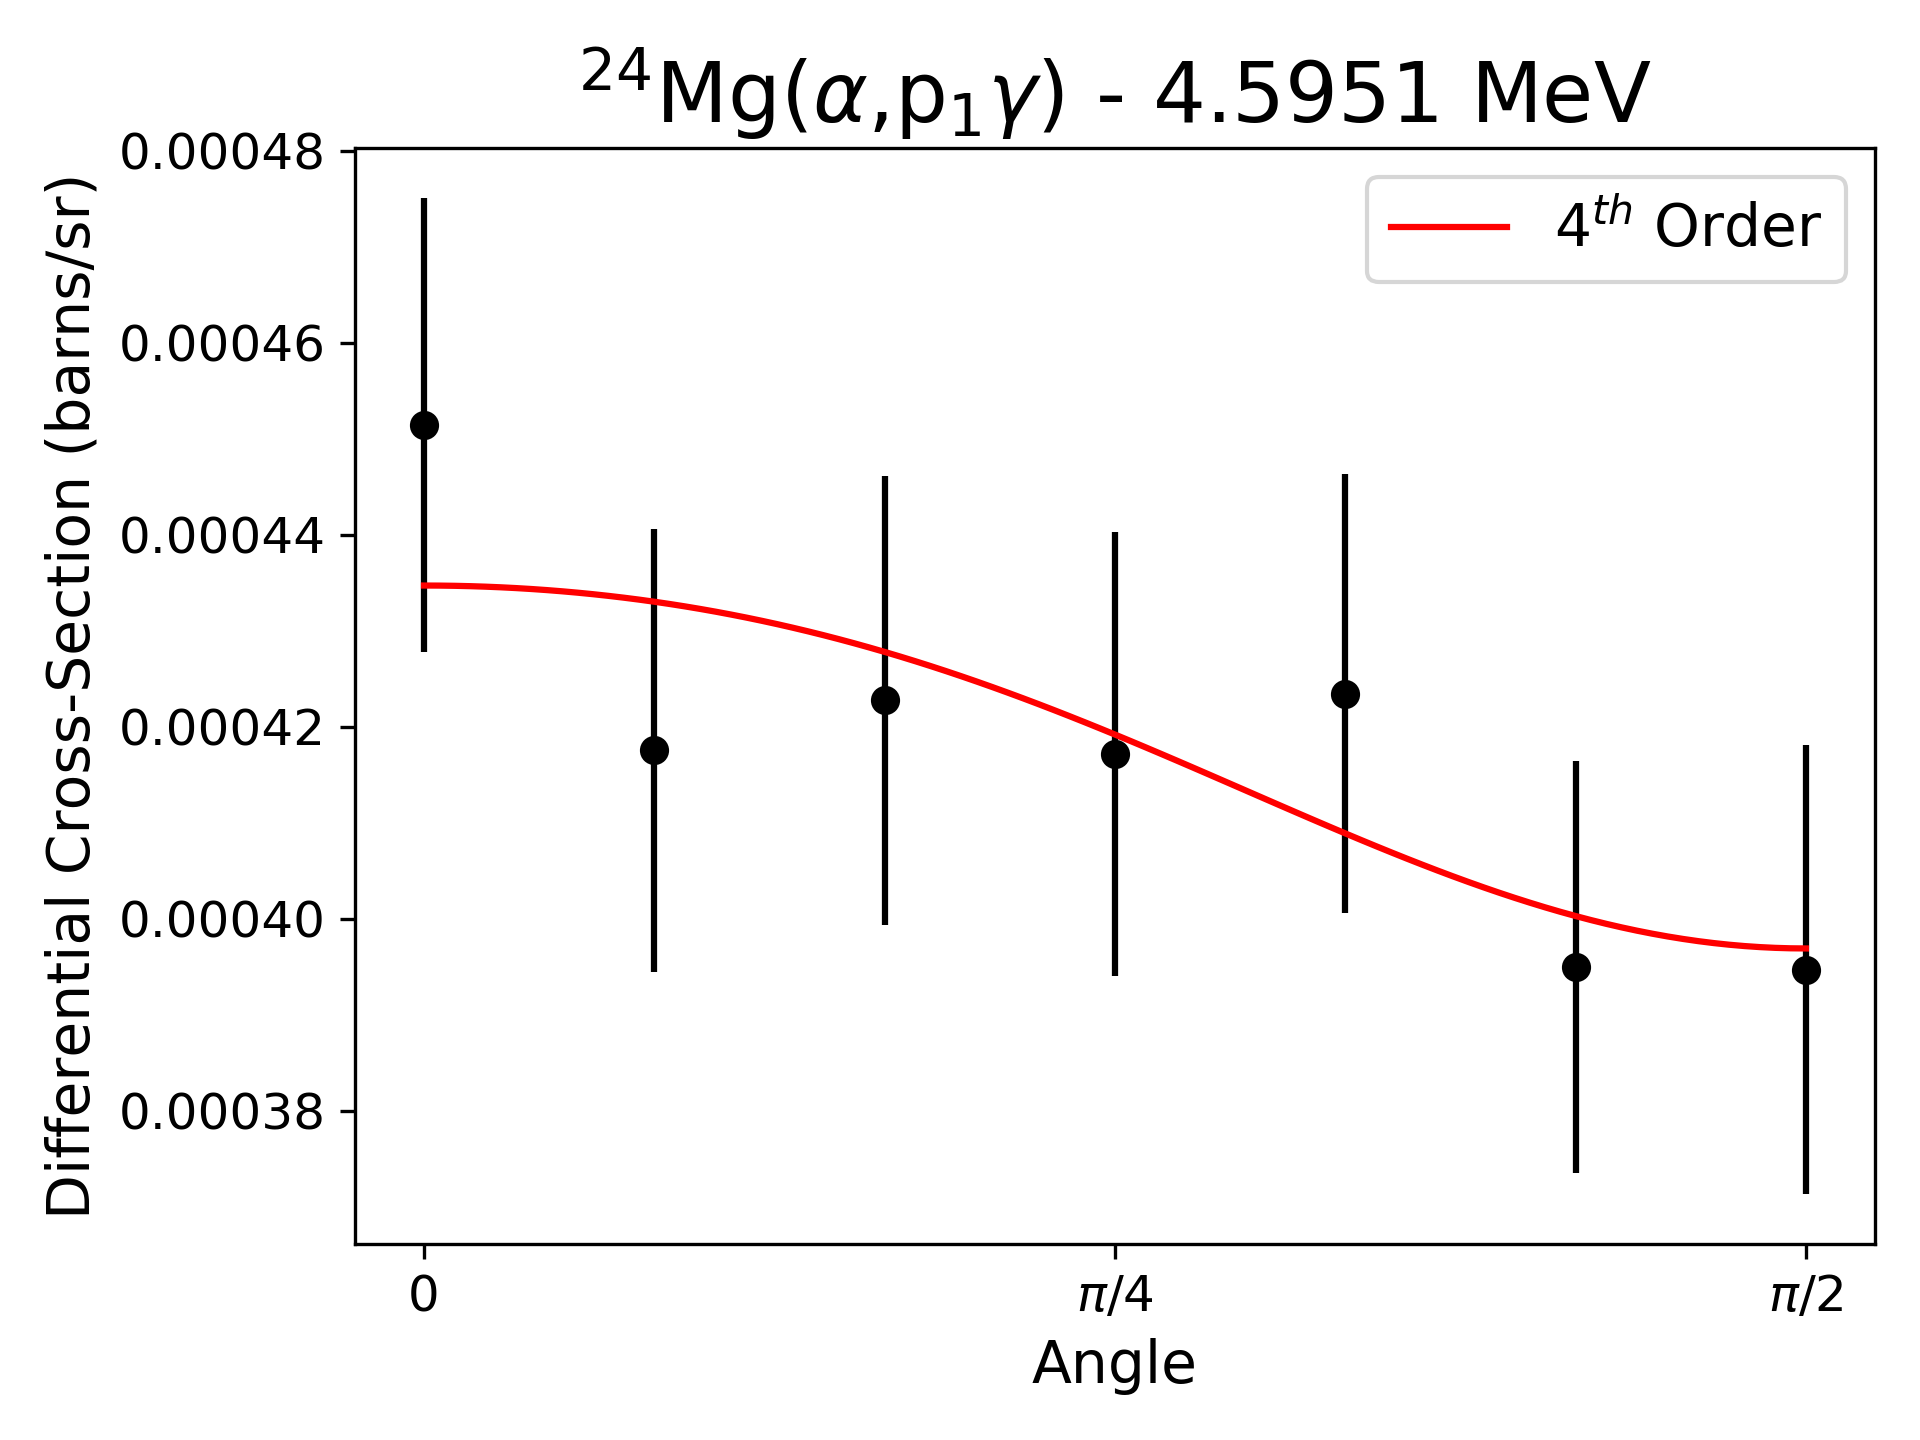 ²⁴Mg(α,p₁γ) - 4.5951 MeV
Differential Cross-Section (barns/sr)
0.00048
0.00046
0.00044
0.00042
0.00040
0.00038
4ᵗʰ Order
0
π/4
π/2
Angle